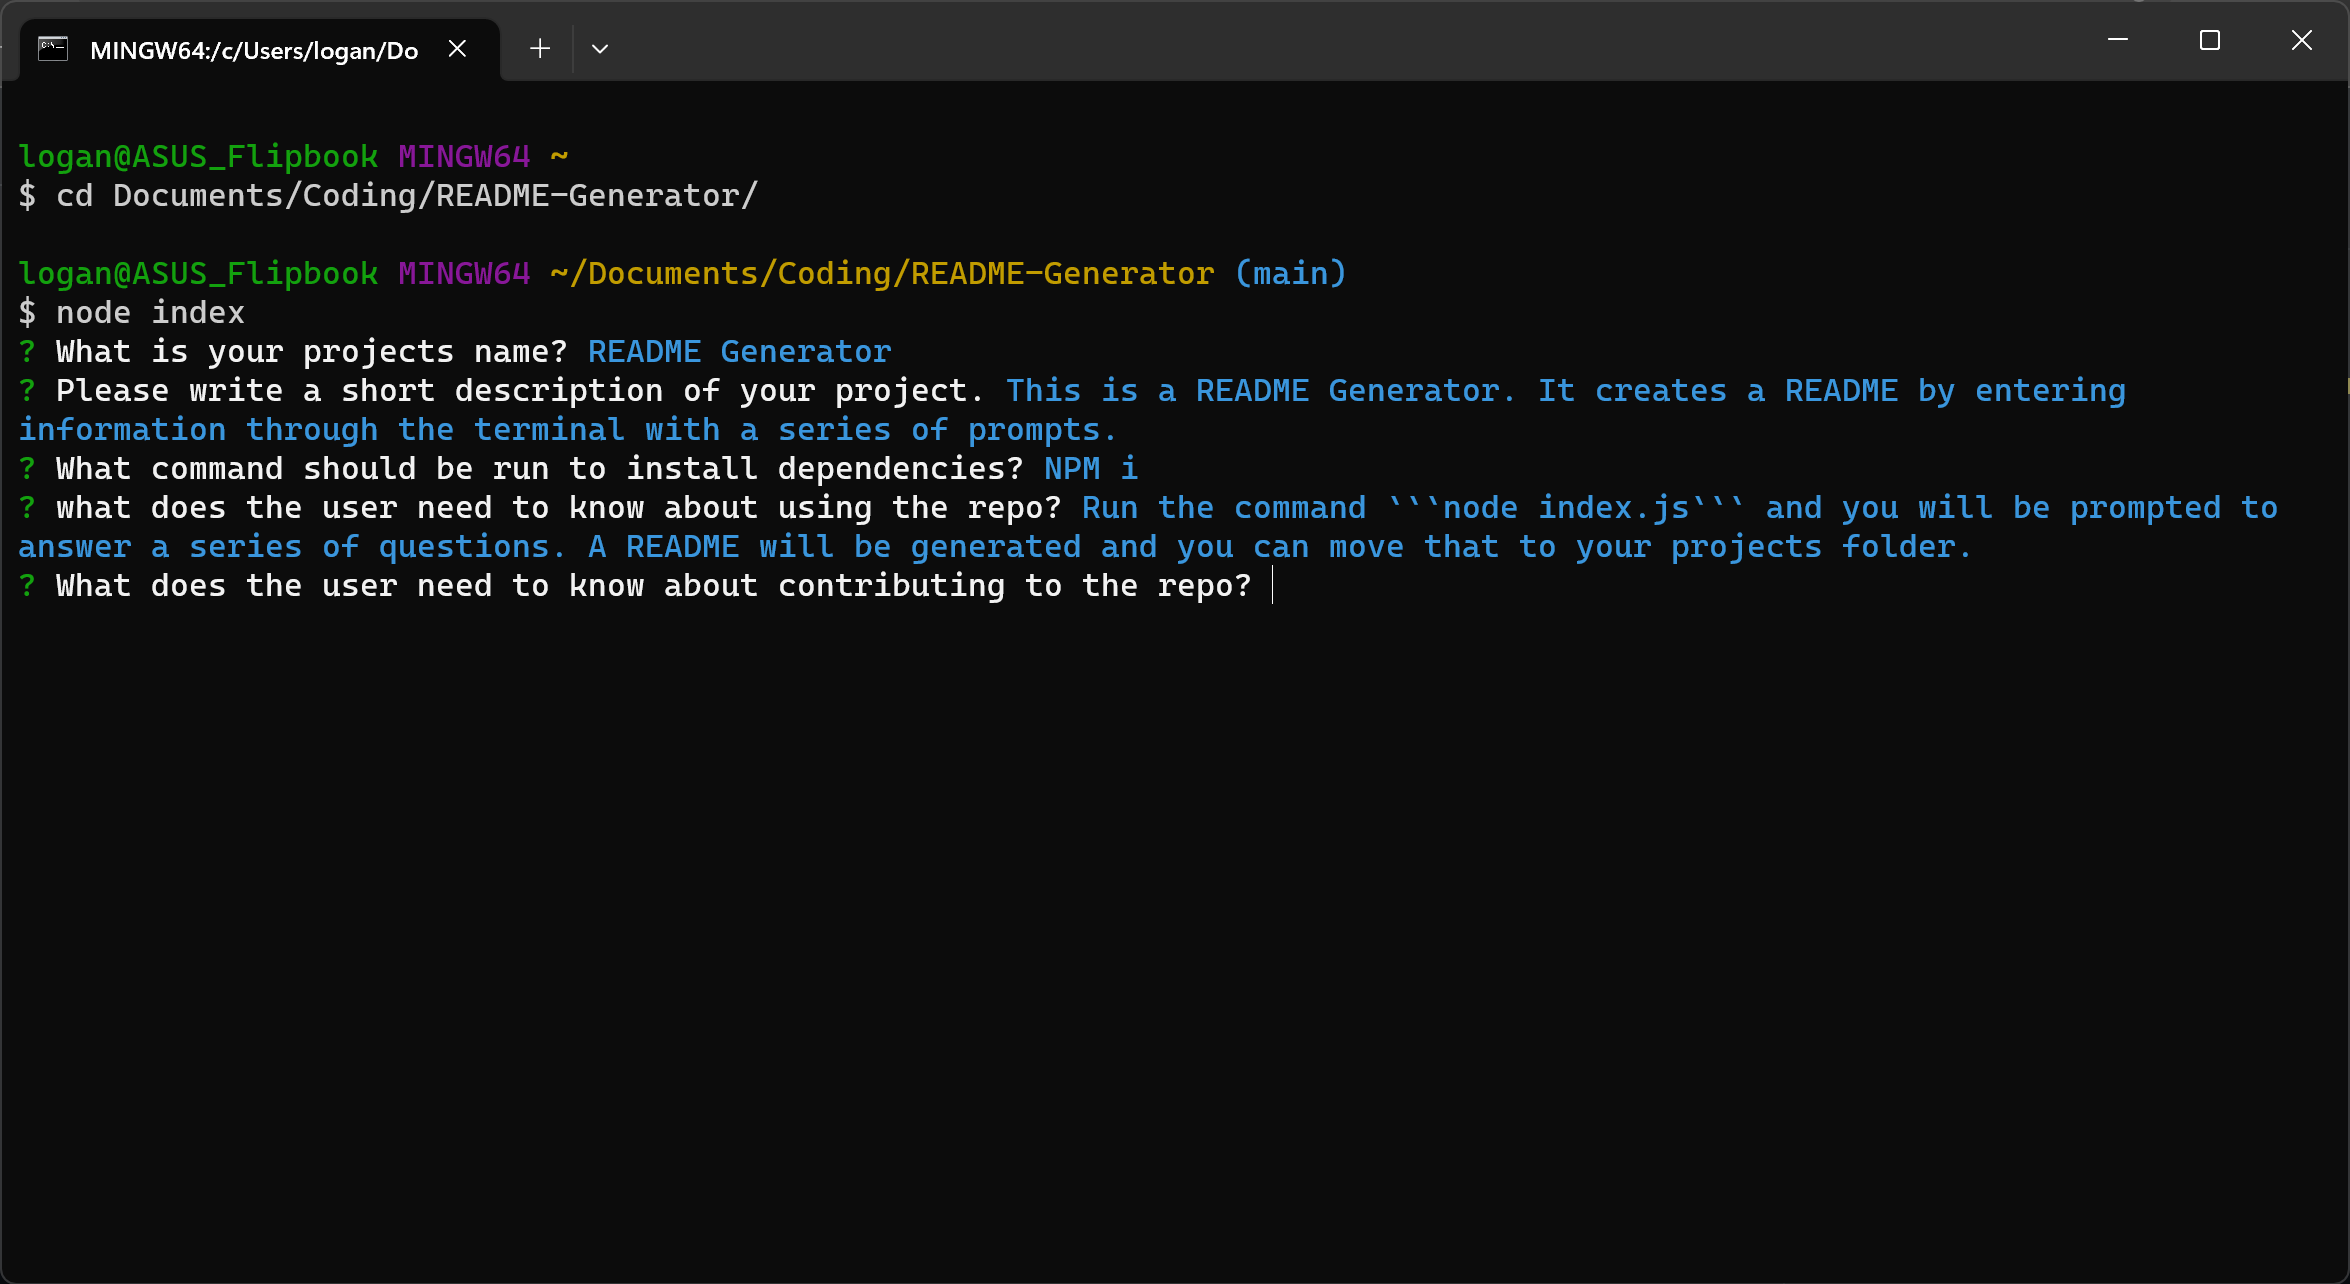 MINGW64:/c/Users/logan/Do
logan@ASUS_Flipbook MINGW64 ~
$ cd Documents/Coding/README-Generator/
logan@ASUS_Flipbook MINGW64 ~/Documents/Coding/README-Generator (main)
$ node index
? What is your projects name? README Generator
? Please write a short description of your project. This is a README Generator. It creates a README by entering
information through the terminal with a series of prompts.
? What command should be run to install dependencies? NPM i
? what does the user need to know about using the repo? Run the command ```node index.js``` and you will be prompted to
answer a series of questions. A README will be generated and you can move that to your projects folder.
? What does the user need to know about contributing to the repo?